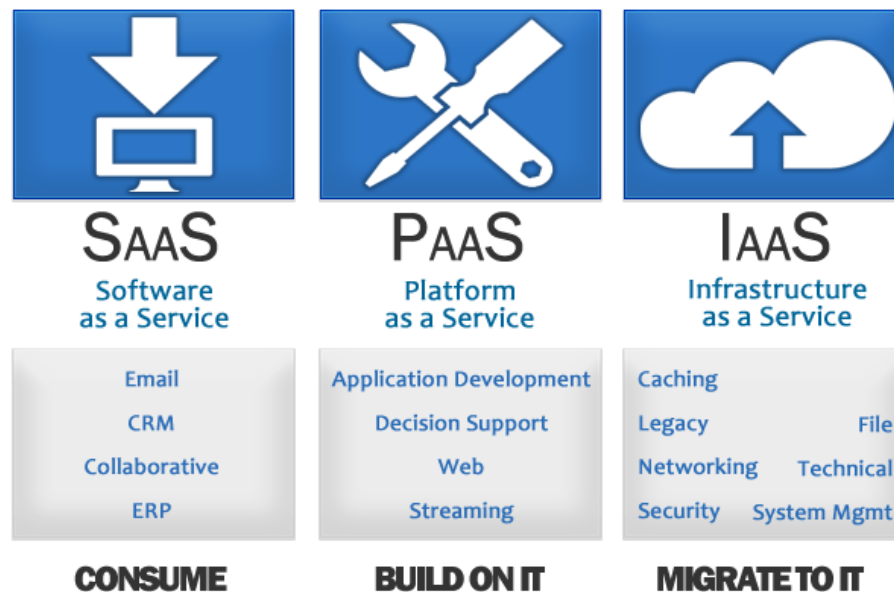 SaaS
Software
as a Service
Email
CRM
Collaborative
ERP
CONSUME
PaaS
Platform
as a Service
Application Development
Decision Support
Web
Streaming
BUILD ON IT
IaaS
Infrastructure
as a Service
Caching
Legacy File
Networking Technical
Security System Mgmt
MIGRATE TO IT